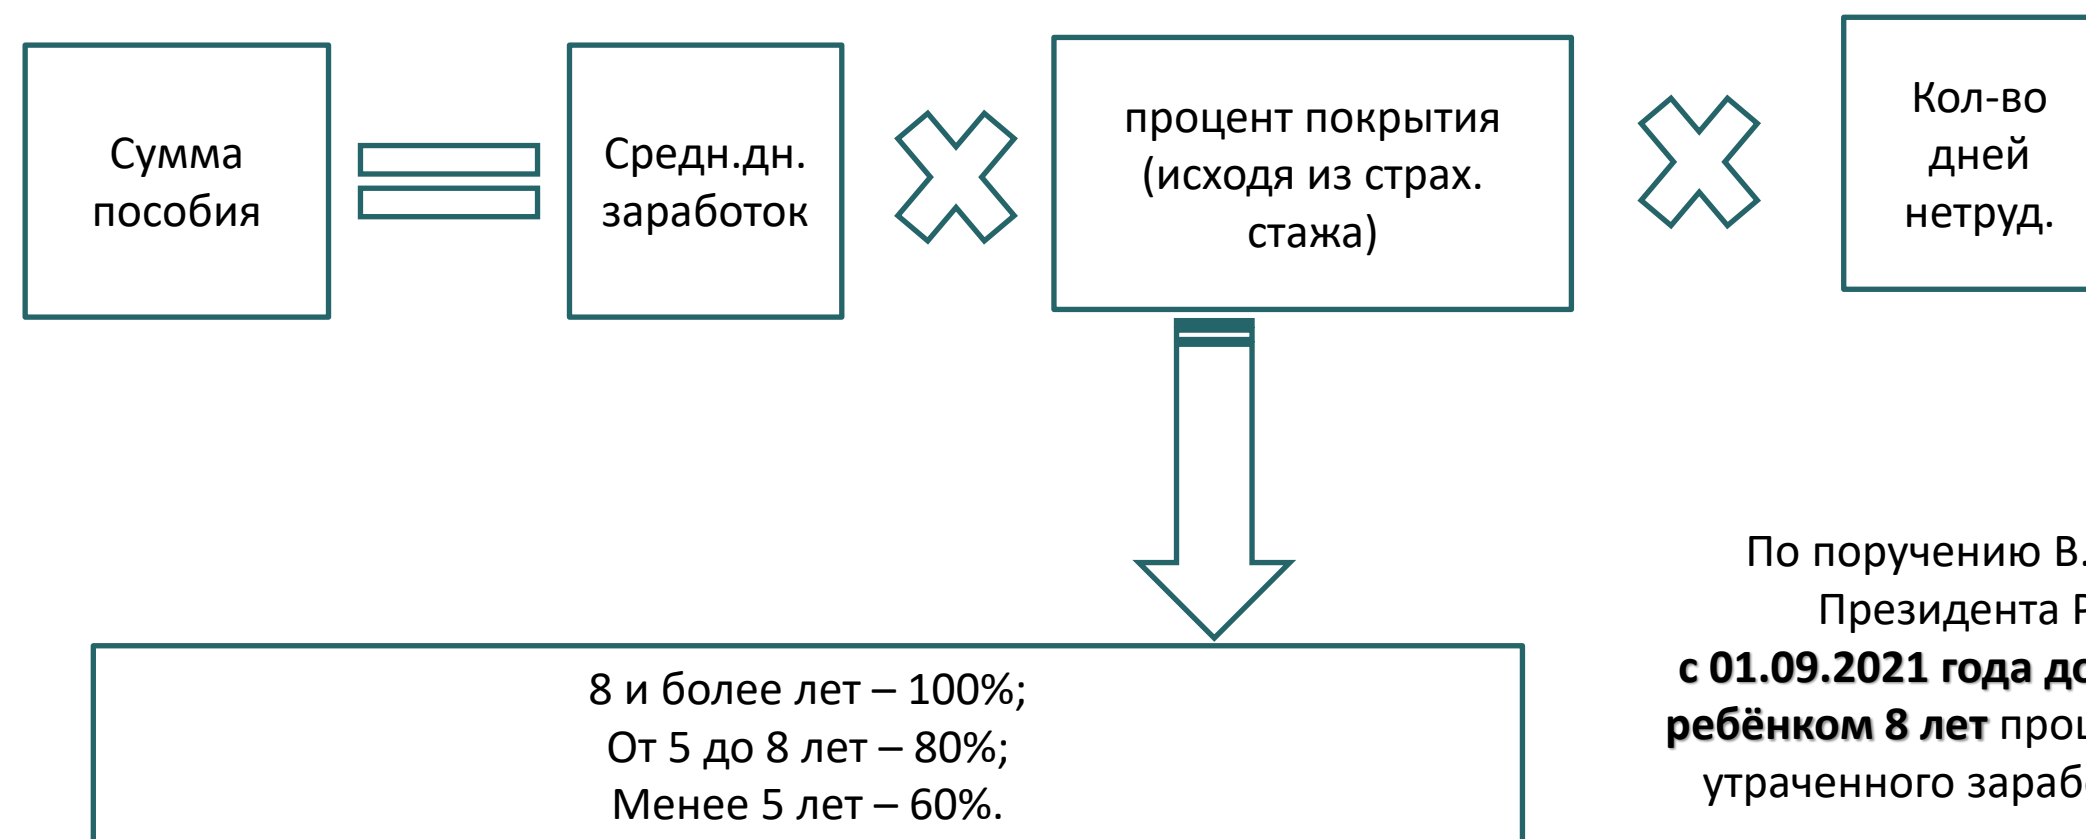 Сумма
пособия
Средн.дн.
заработок
процент покрытия
(исходя из страх.
стажа)
Кол-во
дней
нетруд.
8 и более лет – 100%;
От 5 до 8 лет – 80%;
Менее 5 лет – 60%.
По поручению В.
Президента
с 01.09.2021 года
ребёнком 8 лет
утраченного